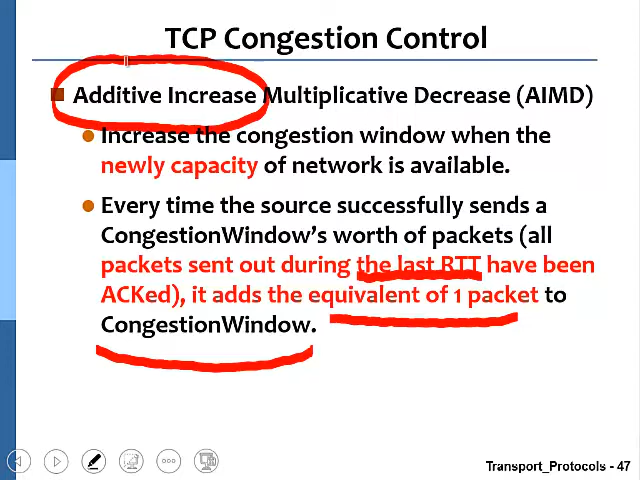 TCP Congestion Control
Additive Increase Multiplicative Decrease (AIMD)
Increase the congestion window when the
newly capacity of network is available.
Every time the source successfully sends a
CongestionWindow's worth of packets (all
packets sent out during the last RTT have been
ACKed), it adds the equivalent of 1 packet to
CongestionWindow.
Transport_Protocols - 47